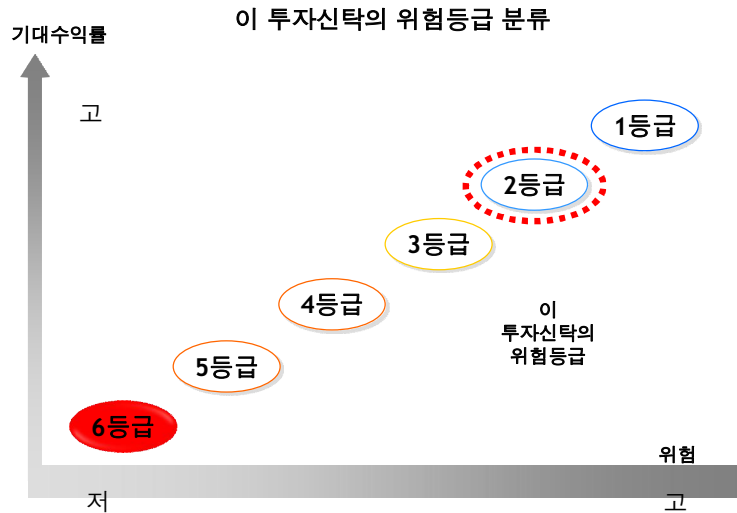 이 투자신탁의 위험등급 분류
기대수익률
고
1등급
2등급
3등급
4등급
이
투자신탁의
위험등급
5등급
6등급
위험
저
고